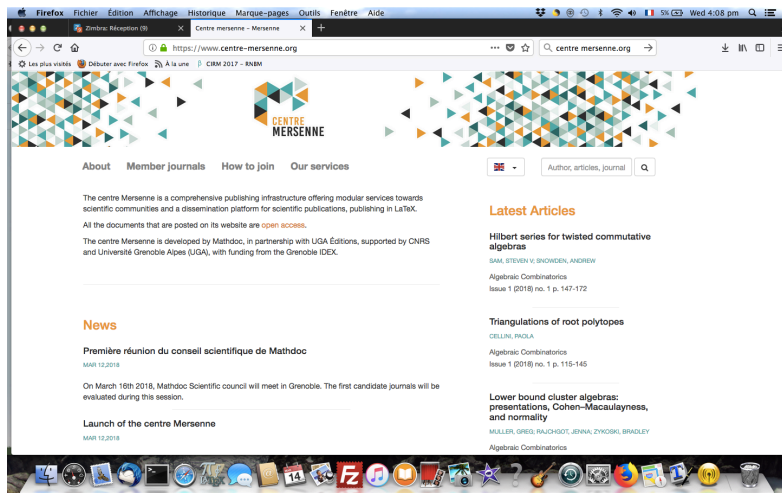 Firefox Fichier Édition Affichage Historique Marque-pages Outils Fenêtre Aide 5% Wed 4:08 pm
Zimbra: Réception (9) Centre mersenne – Mersenne
https://www.centre-mersenne.org centre mersenne.org
Les plus visités Débuter avec Firefox À la une CIRM 2017 – RNBM
CENTRE
MERSENNE
About Member journals How to join Our services Author, articles, journal
The centre Mersenne is a comprehensive publishing infrastructure offering modular services towards
scientific communities and a dissemination platform for scientific publications, publishing in LaTeX.
All the documents that are posted on its website are open access.
The centre Mersenne is developed by Mathdoc, in partnership with UGA Éditions, supported by CNRS
and Université Grenoble Alpes (UGA), with funding from the Grenoble IDEX.
News
Première réunion du conseil scientifique de Mathdoc
MAR 12,2018
On March 16th 2018, Mathdoc Scientific council will meet in Grenoble. The first candidate journals will be
evaluated during this session.
Launch of the centre Mersenne
MAR 12,2018
Latest Articles
Hilbert series for twisted commutative
algebras
SAM, STEVEN V; SNOWDEN, ANDREW
Algebraic Combinatorics
Issue 1 (2018) no. 1 p. 147-172
Triangulations of root polytopes
CELLINI, PAOLA
Algebraic Combinatorics
Issue 1 (2018) no. 1 p. 115-145
Lower bound cluster algebras:
presentations, Cohen–Macaulayness,
and normality
MULLER, GREG; RAJCHGOT, JENNA; ZYKOSKI, BRADLEY
Algebraic Combinatorics
14